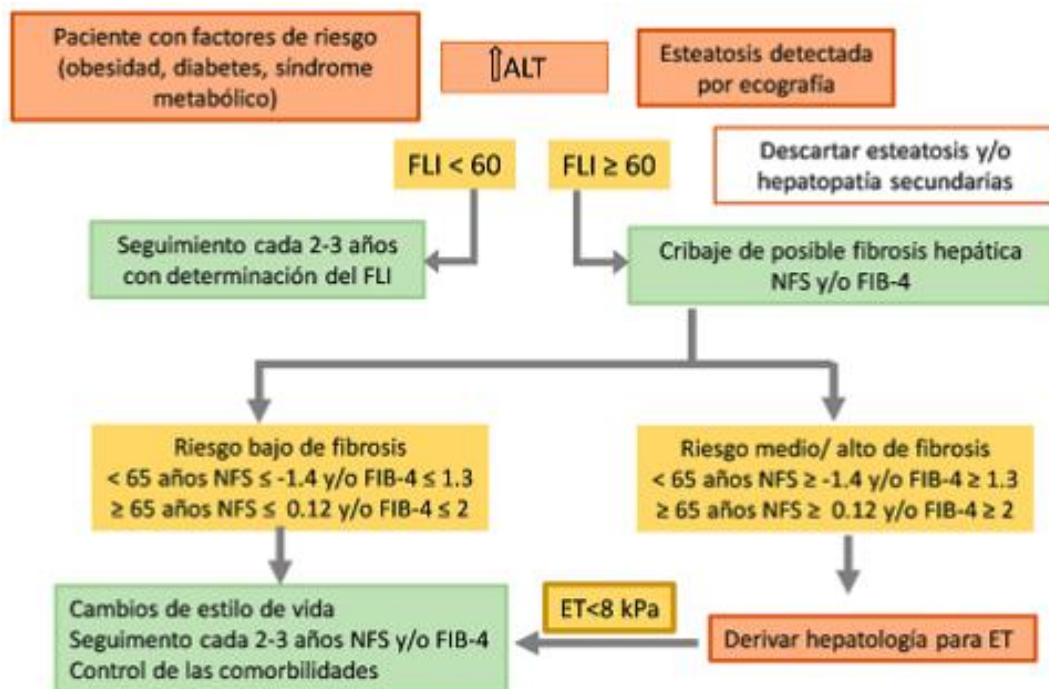 Paciente con factores de riesgo
(obesidad, diabetes, síndrome
metabólico)
⇧ALT
Esteatosis detectada
por ecografía
FLI < 60
FLI ≥ 60
Descartar esteatosis y/o
hepatopatía secundarias
Seguimiento cada 2-3 años
con determinación del FLI
Cribaje de posible fibrosis hepática
NFS y/o FIB-4
Riesgo bajo de fibrosis
< 65 años NFS ≤ -1.4 y/o FIB-4 ≤ 1.3
≥ 65 años NFS ≤ 0.12 y/o FIB-4 ≤ 2
Riesgo medio/ alto de fibrosis
< 65 años NFS ≥ -1.4 y/o FIB-4 ≥ 1.3
≥ 65 años NFS ≥ 0.12 y/o FIB-4 ≥ 2
Cambios de estilo de vida
Seguimento cada 2-3 años NFS y/o FIB-4
Control de las comorbilidades
ET<8 kPa
Derivar hepatología para ET